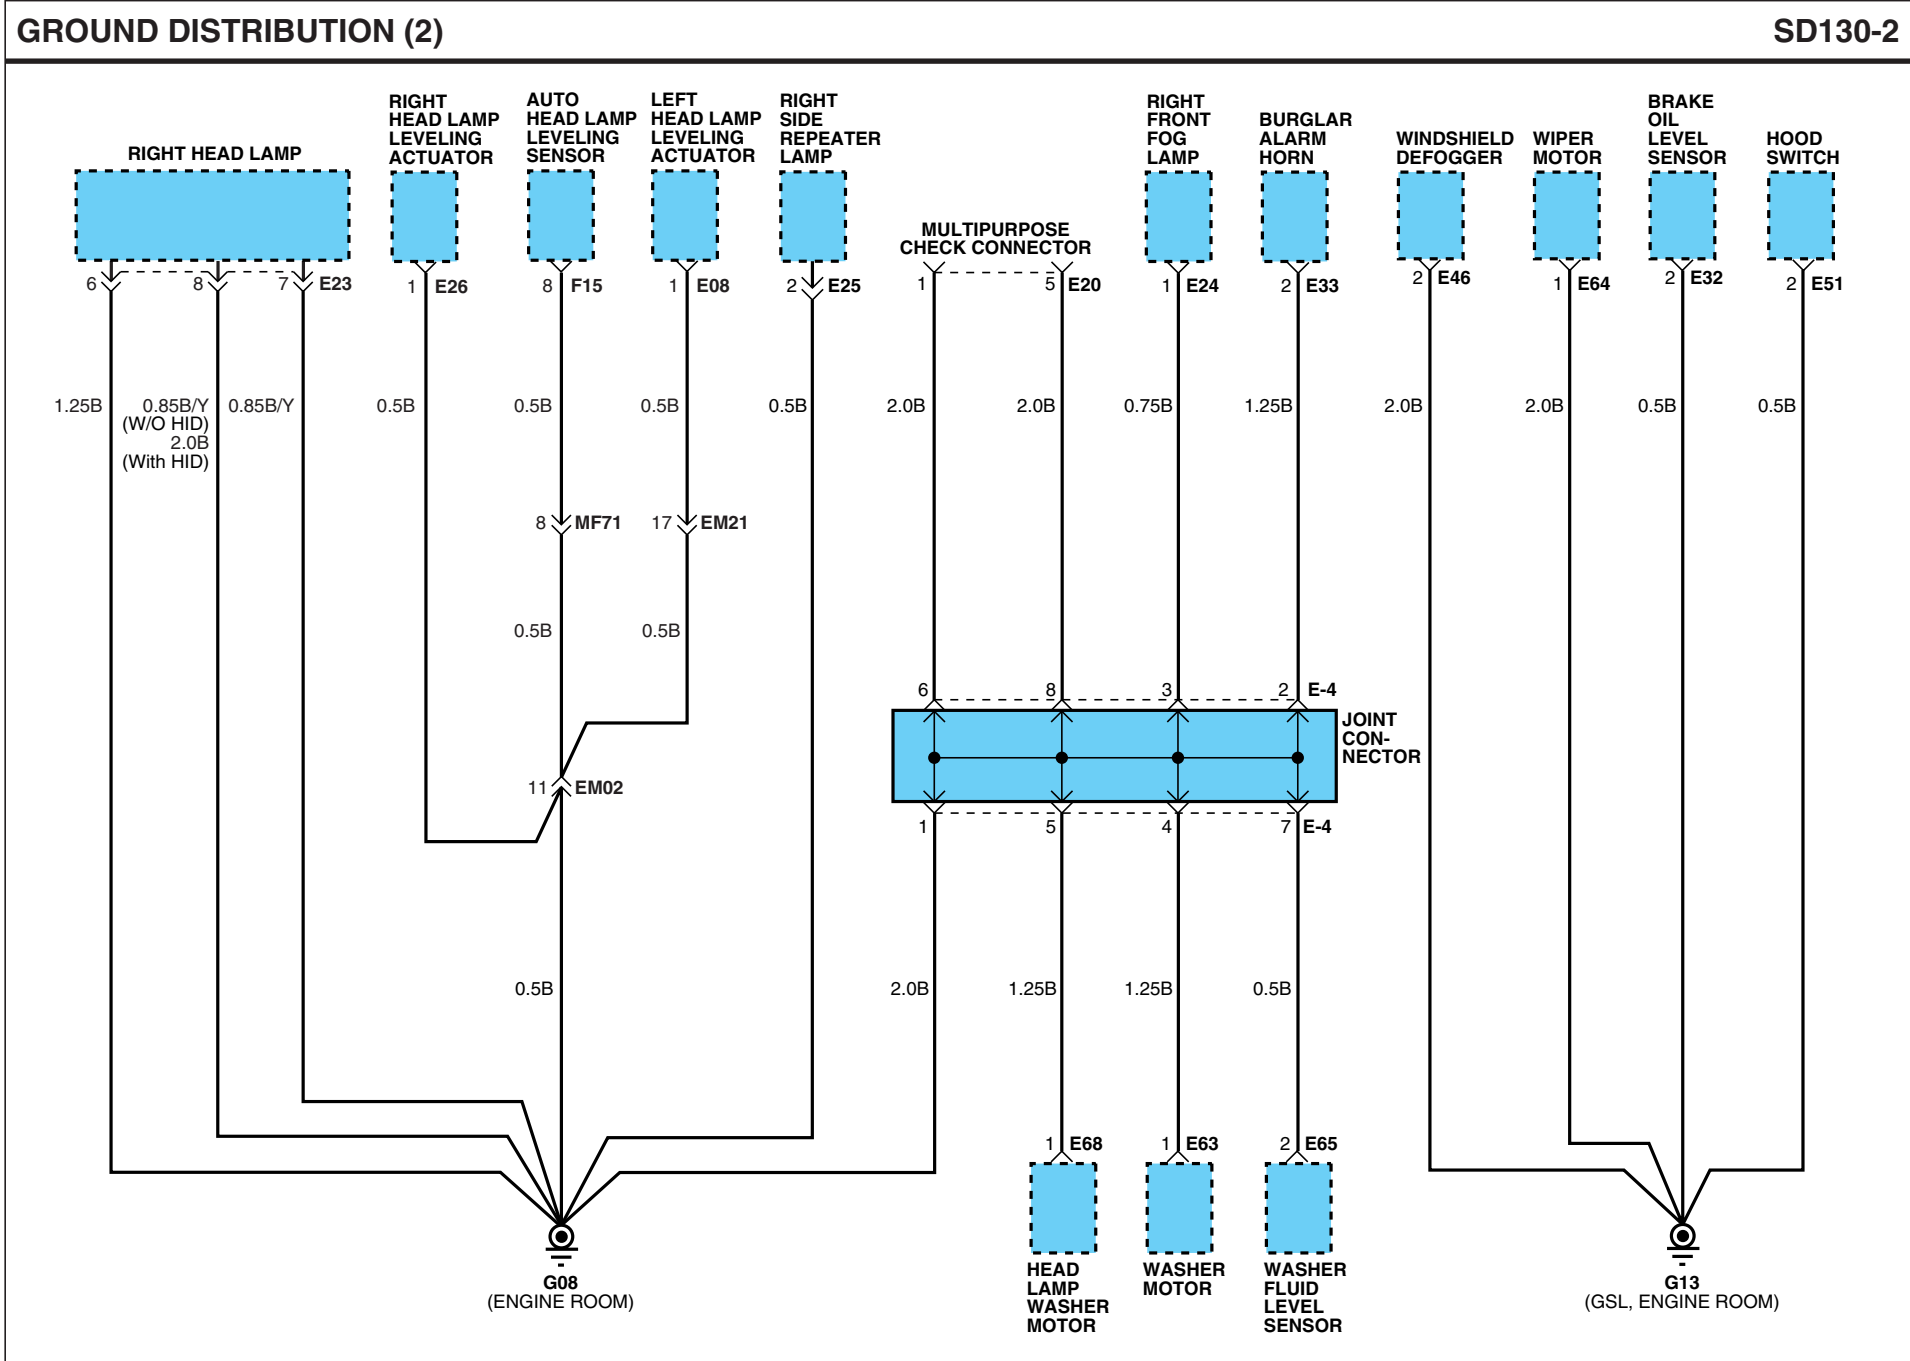 GROUND DISTRIBUTION (2)
SD130-2
RIGHT HEAD LAMP
RIGHT
HEAD LAMP
LEVELING
ACTUATOR
AUTO
HEAD LAMP
LEVELING
SENSOR
LEFT
HEAD LAMP
LEVELING
ACTUATOR
RIGHT
SIDE
REPEATER
LAMP
MULTIPURPOSE
CHECK CONNECTOR
RIGHT
FRONT
FOG
LAMP
BURGLAR
ALARM
HORN
WINDSHIELD
DEFOGGER
WIPER
MOTOR
BRAKE
OIL
LEVEL
SENSOR
HOOD
SWITCH
6
8
7 E23
1 E26
8 F15
1 E08
2 E25
1
5 E20
1 E24
2 E33
2 E46
1 E64
2 E32
2 E51
1.25B
0.85B/Y
(W/O HID)
2.0B
(With HID)
0.85B/Y
0.5B
0.5B
0.5B
0.5B
2.0B
2.0B
0.75B
1.25B
2.0B
2.0B
0.5B
0.5B
8 MF71
17 EM21
0.5B
0.5B
6
8
3
2 E-4
JOINT
CON-
NECTOR
11 EM02
1
5
4
7 E-4
0.5B
2.0B
1.25B
1.25B
0.5B
1 E68
1 E63
2 E65
G08
(ENGINE ROOM)
HEAD
LAMP
WASHER
MOTOR
WASHER
MOTOR
WASHER
FLUID
LEVEL
SENSOR
G13
(GSL, ENGINE ROOM)